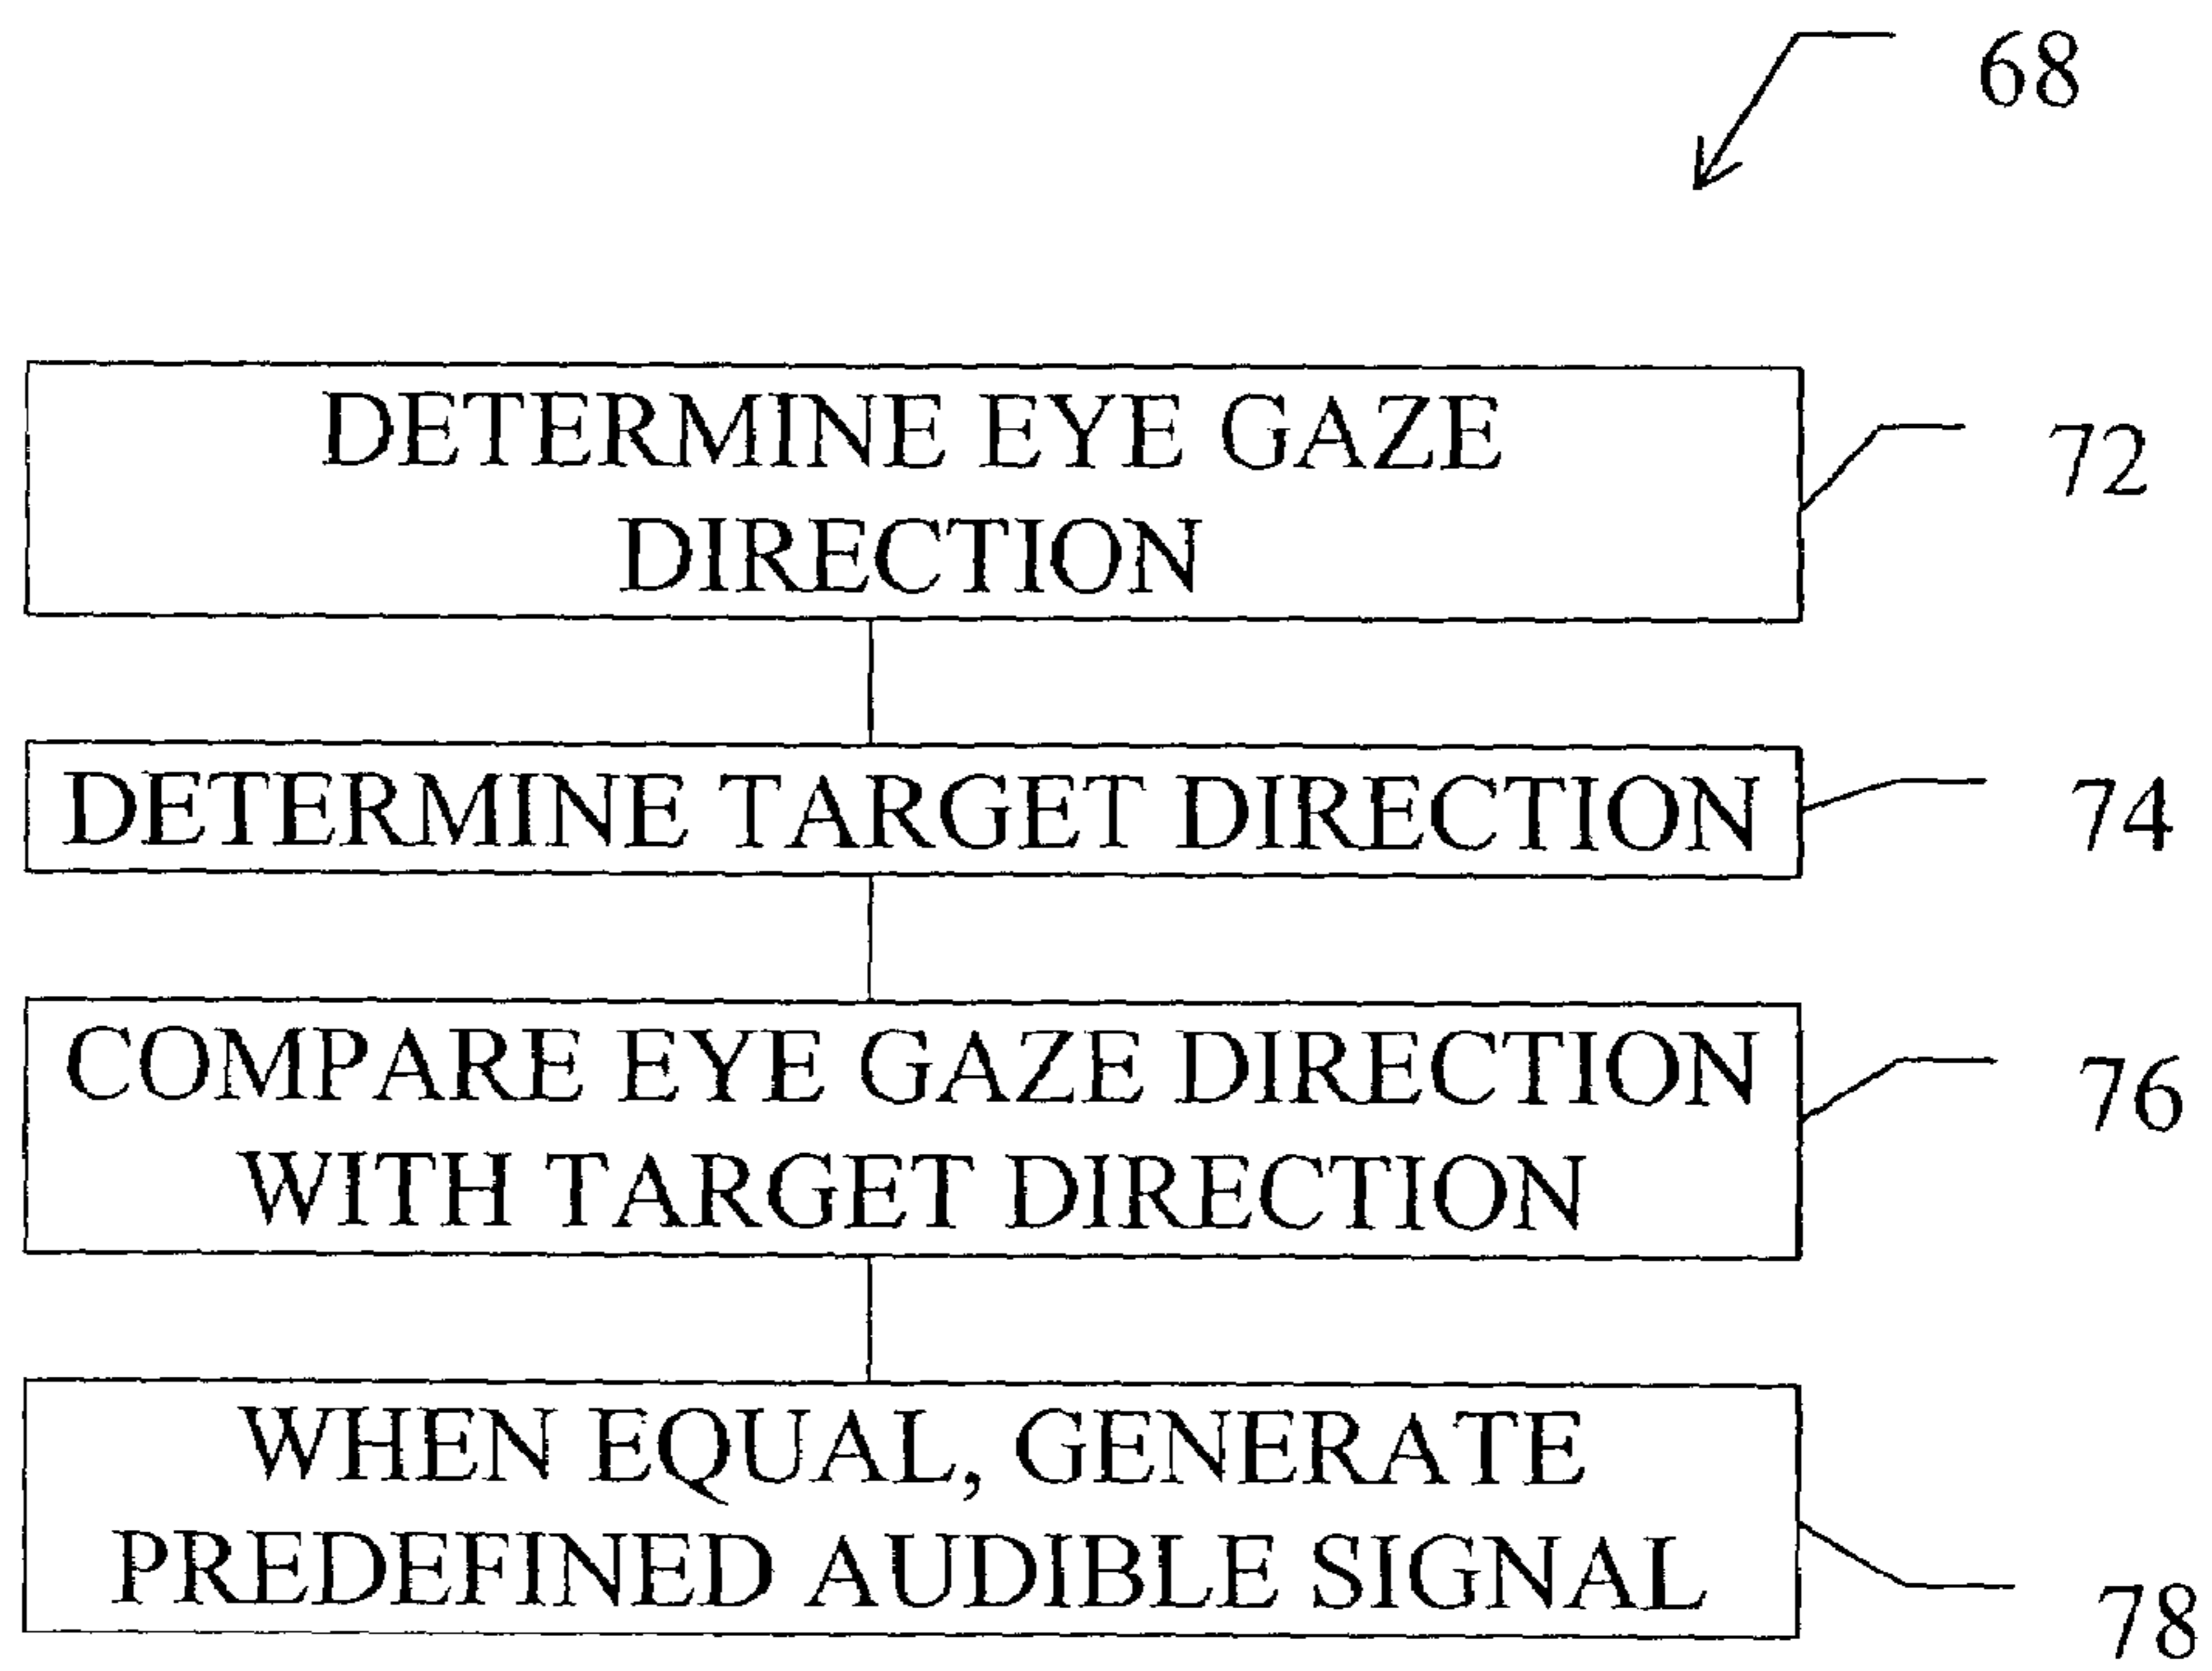 68
DETERMINE EYE GAZE
DIRECTION
72
DETERMINE TARGET DIRECTION
74
COMPARE EYE GAZE DIRECTION
WITH TARGET DIRECTION
76
WHEN EQUAL, GENERATE
PREDEFINED AUDIBLE SIGNAL
78